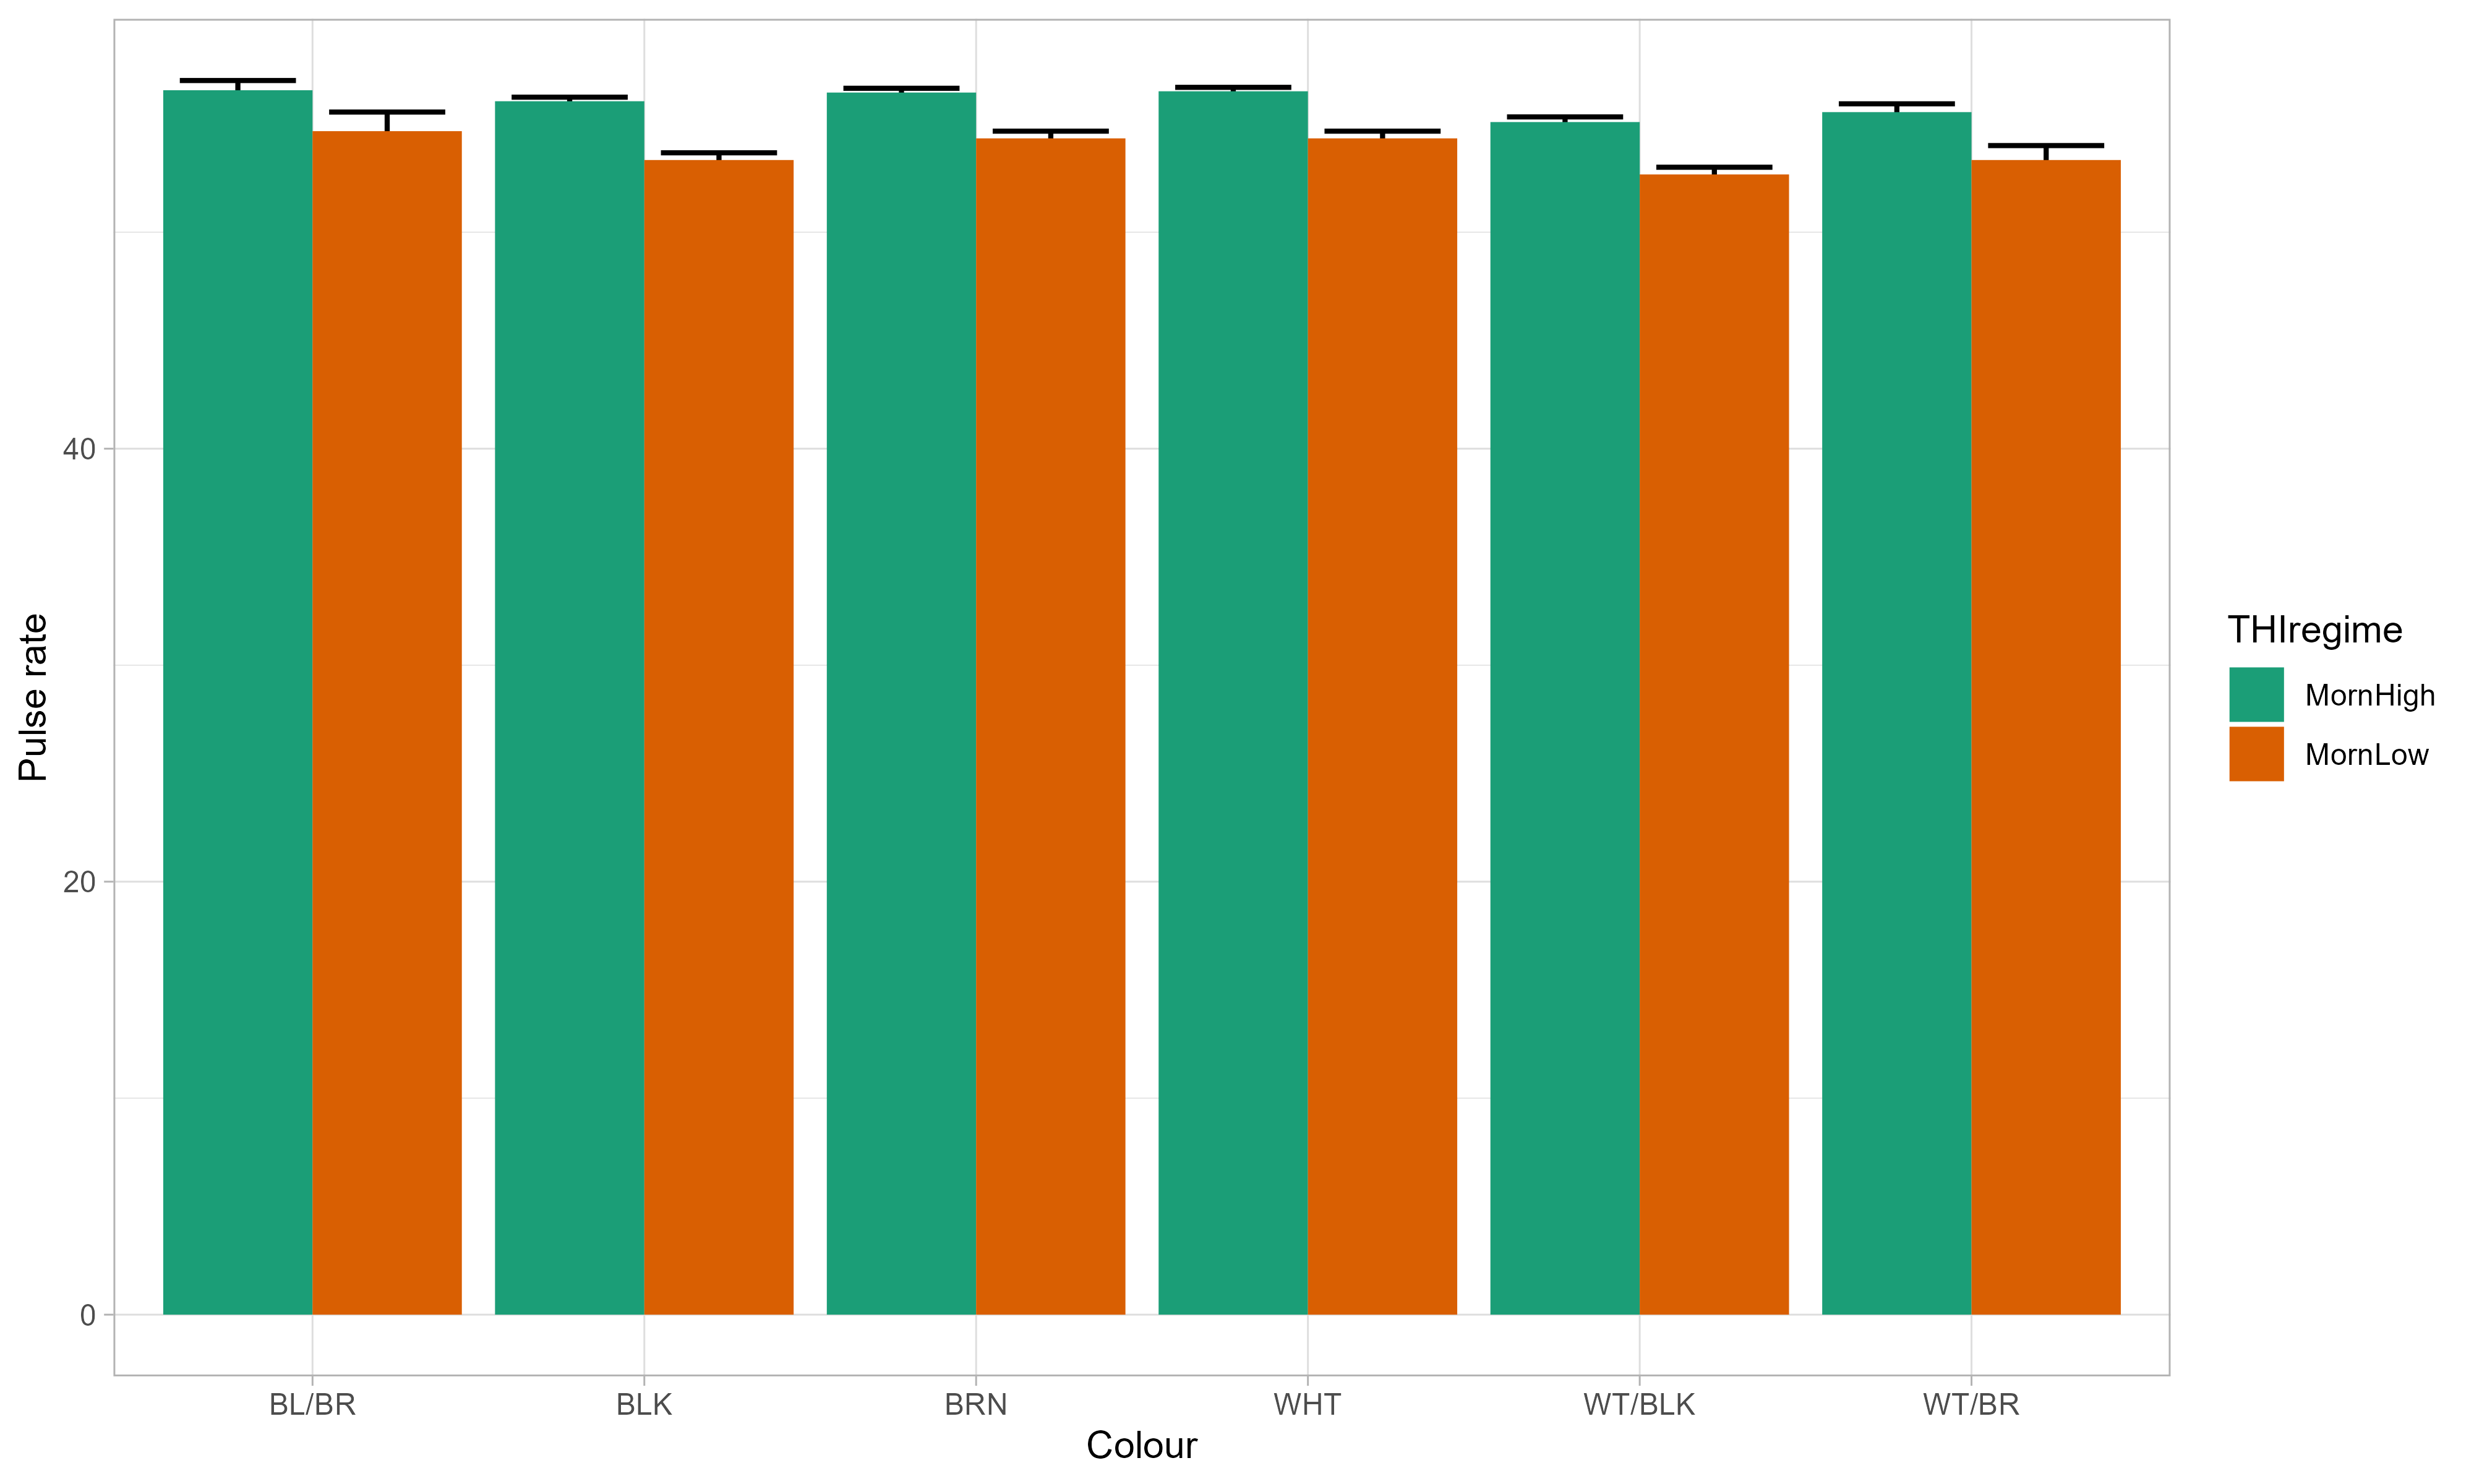 Pulse rate
40
20
0
BL/BR
BLK
BRN
WHT
WT/BLK
WT/BR
Colour
THIregime
MornHigh
MornLow